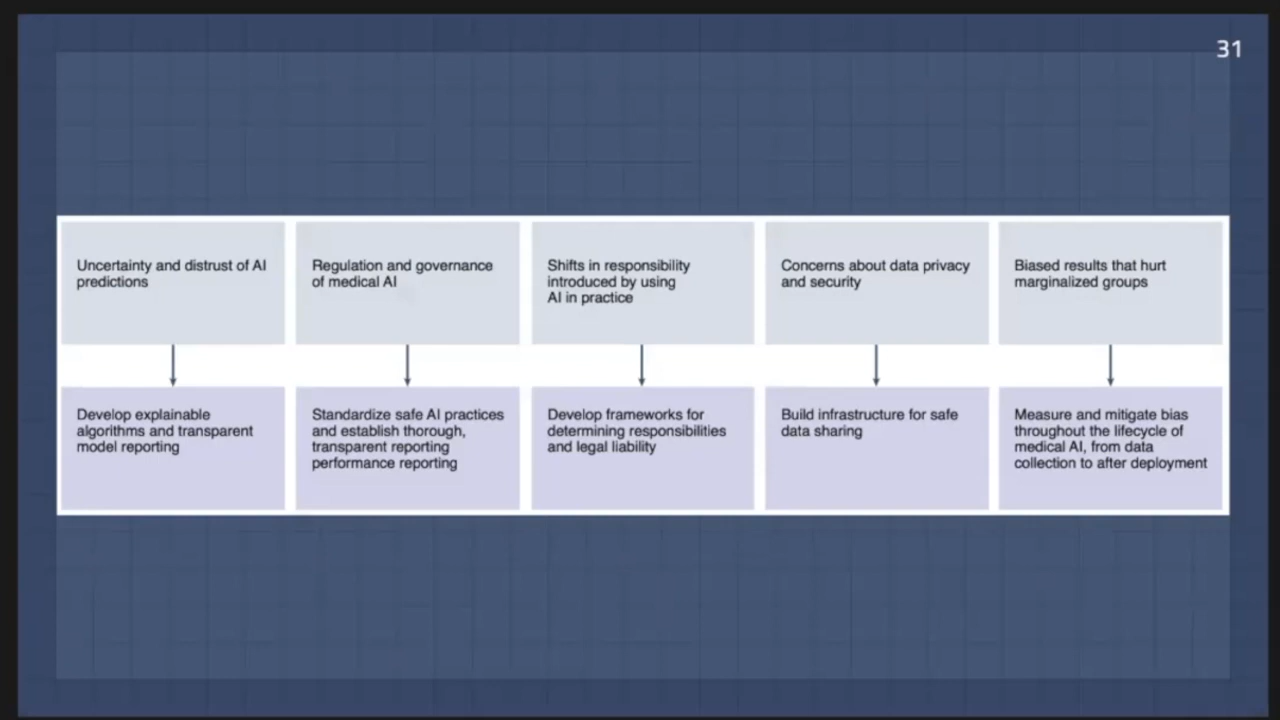 31
Uncertainty and distrust of AI
predictions
Regulation and governance
of medical AI
Shifts in responsibility
introduced by using
AI in practice
Concerns about data privacy
and security
Biased results that hurt
marginalized groups
Develop explainable
algorithms and transparent
model reporting
Standardize safe AI practices
and establish thorough,
transparent reporting
performance reporting
Develop frameworks for
determining responsibilities
and legal liability
Build infrastructure for safe
data sharing
Measure and mitigate bias
throughout the lifecycle of
medical AI, from data
collection to after deployment